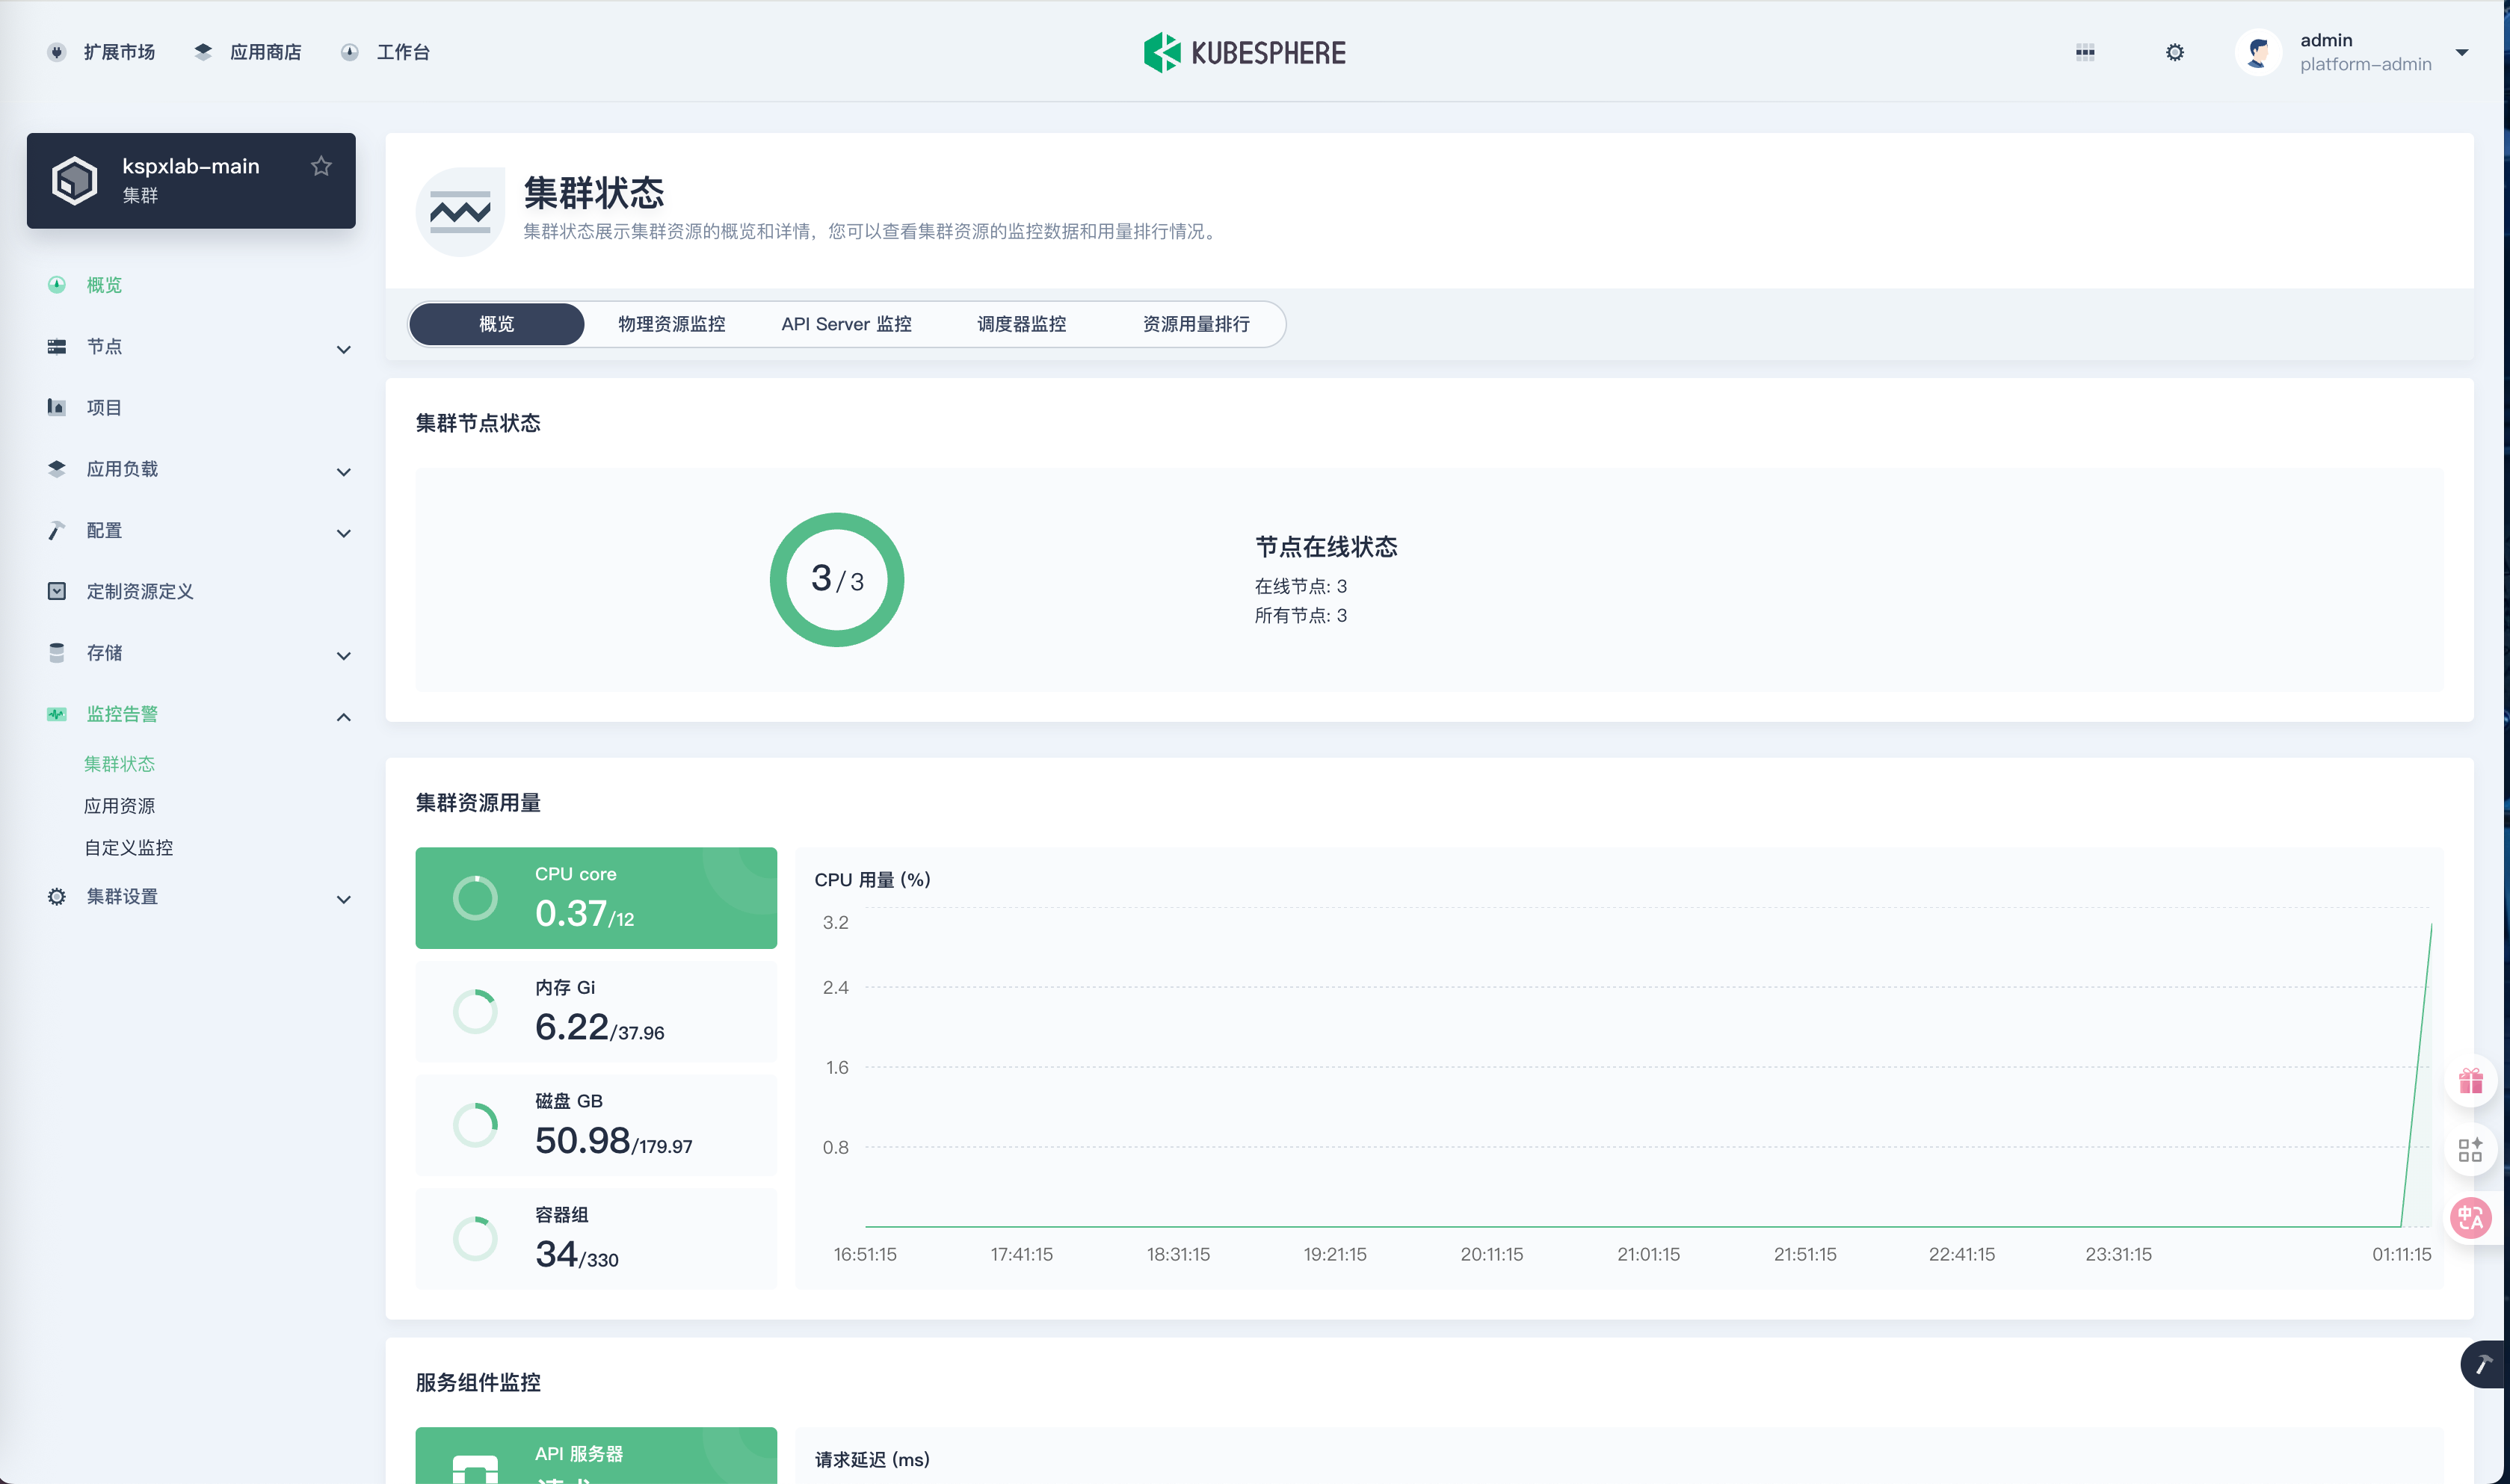 扩展市场
应用商店
工作台
KUBESPHERE
admin
platform-admin
kspxlab-main
集群
概览
节点
项目
应用负载
配置
定制资源定义
存储
监控告警
集群状态
应用资源
自定义监控
集群设置
集群状态
集群状态展示集群资源的概览和详情，您可以查看集群资源的监控数据和用量排行情况。
概览
物理资源监控
API Server 监控
调度器监控
资源用量排行
集群节点状态
3/3
节点在线状态
在线节点: 3
所有节点: 3
集群资源用量
CPU core
0.37/12
内存 Gi
6.22/37.96
磁盘 GB
50.98/179.97
容器组
34/330
CPU 用量 (%)
3.2
2.4
1.6
0.8
16:51:15
17:41:15
18:31:15
19:21:15
20:11:15
21:01:15
21:51:15
22:41:15
23:31:15
01:11:15
中A
服务组件监控
API 服务器
请求延迟 (ms)